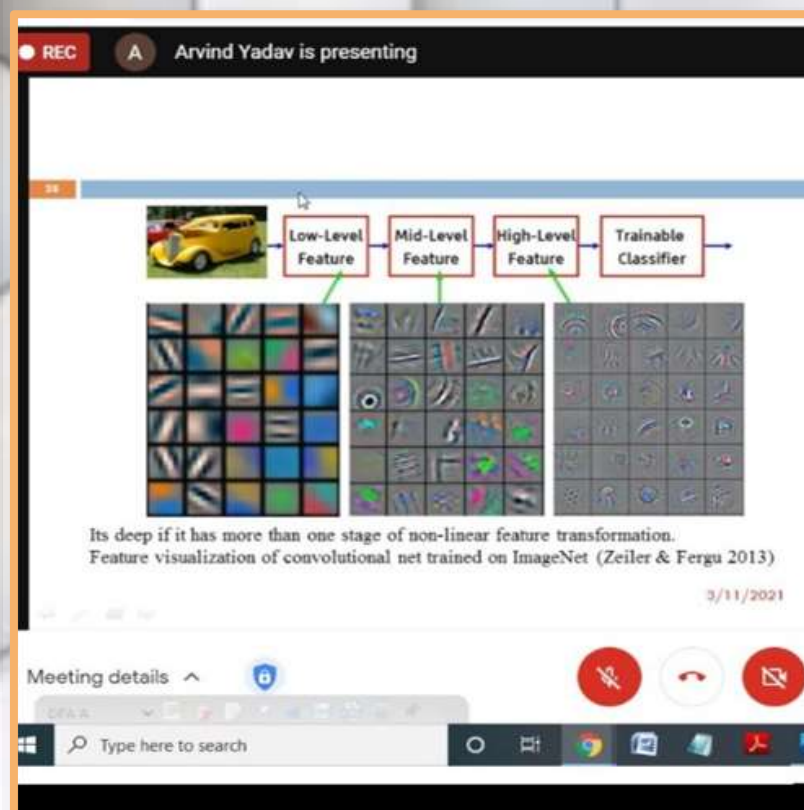 REC
A Arvind Yadav is presenting
Low-Level Feature
Mid-Level Feature
High-Level Feature
Trainable Classifier
Its deep if it has more than one stage of non-linear feature transformation.
Feature visualization of convolutional net trained on ImageNet (Zeiler & Fergu 2013)
3/11/2021
Meeting details
Type here to search